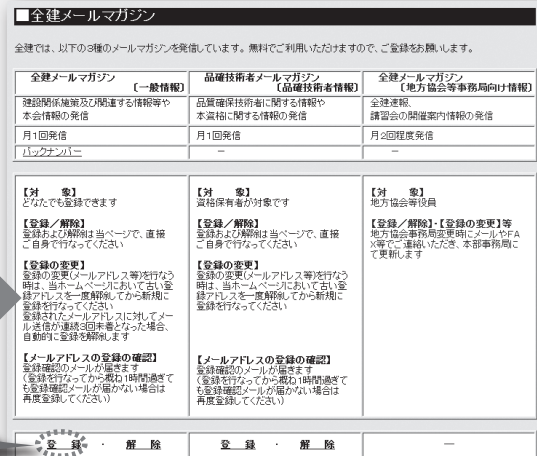 ■全建メールマガジン
全建では、以下の3種のメールマガジンを発信しています。無料でご利用いただけますので、ご登録をお願いします。
全建メールマガジン
〔一般情報〕
品確技術者メールマガジン
〔品確技術者情報〕
全建メールマガジン
〔地方協会等事務局向け情報〕
建設関係施策及び関連する情報等や
本会情報の発信
品質確保技術者に関する情報や
本資格に関する情報の発信
全建速報、
講習会の開催案内情報の発信
月1回発信
月1回発信
月2回程度発信
バックナンバー
－
－
【対　象】
どなたでも登録できます
【登録／解除】
登録および解除は当ページで、直接
ご自身で行なってください
【登録の変更】
登録の変更(メールアドレス等)を行なう
時は、当ホームページにおいて古い登
録アドレスを一度解除してから新規に
登録を行なってください
登録されたメールアドレスに対してメー
ル送信が連続3回未着となった場合、
自動的に登録を解除します
【メールアドレスの登録の確認】
登録確認のメールが届きます
(登録を行なってから概ね1時間過ぎて
も登録確認メールが届かない場合は
再度登録してください)
【対　象】
資格保有者が対象です
【登録／解除】
登録および解除は当ページで、直接
ご自身で行なってください
【登録の変更】
登録の変更(メールアドレス等)を行なう
時は、当ホームページにおいて古い登
録アドレスを一度解除してから新規に
登録を行なってください
【メールアドレスの登録の確認】
登録確認のメールが届きます
(登録を行なってから概ね1時間過ぎて
も登録確認メールが届かない場合は
再度登録してください)
【対　象】
地方協会等役員
【登録／解除】・【登録の変更】等
地方協会事務局変更時にメールやFA
X等でご連絡いただき、本部事務局に
て更新します
登　録　・　解　除
登　録　・　解　除
－